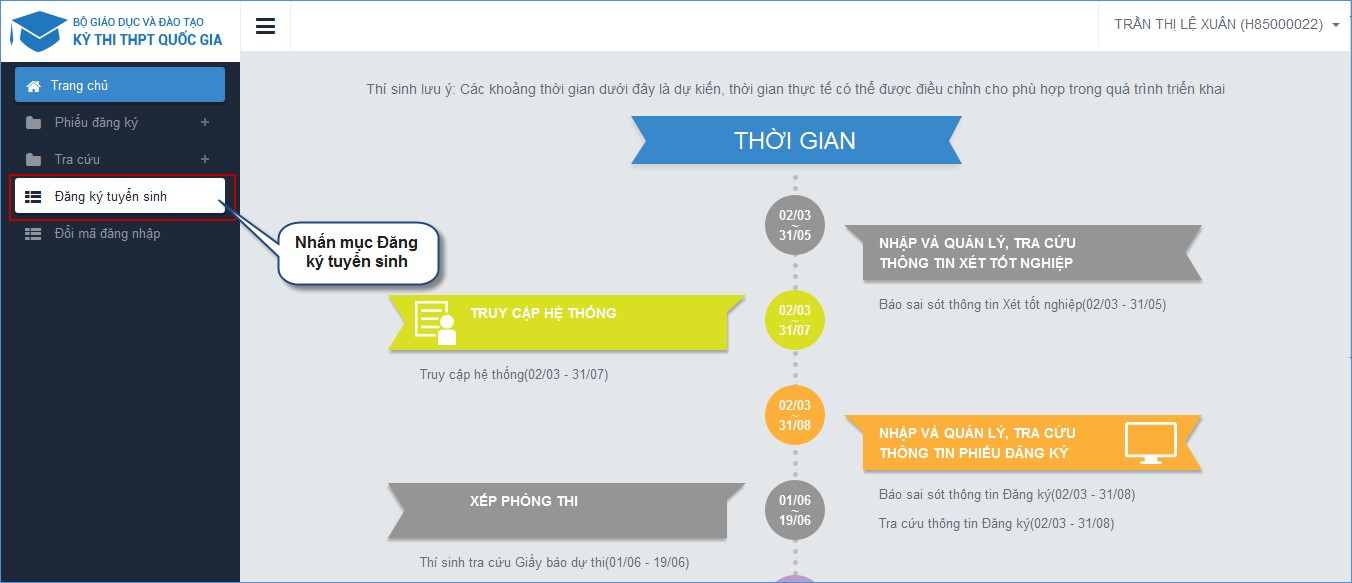 BỘ GIÁO DỤC VÀ ĐÀO TẠO
KỲ THI THPT QUỐC GIA
TRẦN THỊ LỆ XUÂN (H85000022)
Trang chủ
Phiếu đăng ký +
Tra cứu +
Đăng ký tuyển sinh
Đổi mã đăng nhập
Nhấn mục Đăng
ký tuyển sinh
Thí sinh lưu ý: Các khoảng thời gian dưới đây là dự kiến, thời gian thực tế có thể được điều chỉnh cho phù hợp trong quá trình triển khai
THỜI GIAN
02/03
~
31/05
NHẬP VÀ QUẢN LÝ, TRA CỨU
THÔNG TIN XÉT TỐT NGHIỆP
Báo sai sót thông tin Xét tốt nghiệp(02/03 - 31/05)
TRUY CẬP HỆ THỐNG
02/03
~
31/07
Truy cập hệ thống(02/03 - 31/07)
02/03
~
31/08
NHẬP VÀ QUẢN LÝ, TRA CỨU
THÔNG TIN PHIẾU ĐĂNG KÝ
Báo sai sót thông tin Đăng ký(02/03 - 31/08)
Tra cứu thông tin Đăng ký(02/03 - 31/08)
XẾP PHÒNG THI
01/06
~
19/06
Thí sinh tra cứu Giấy báo dự thi(01/06 - 19/06)